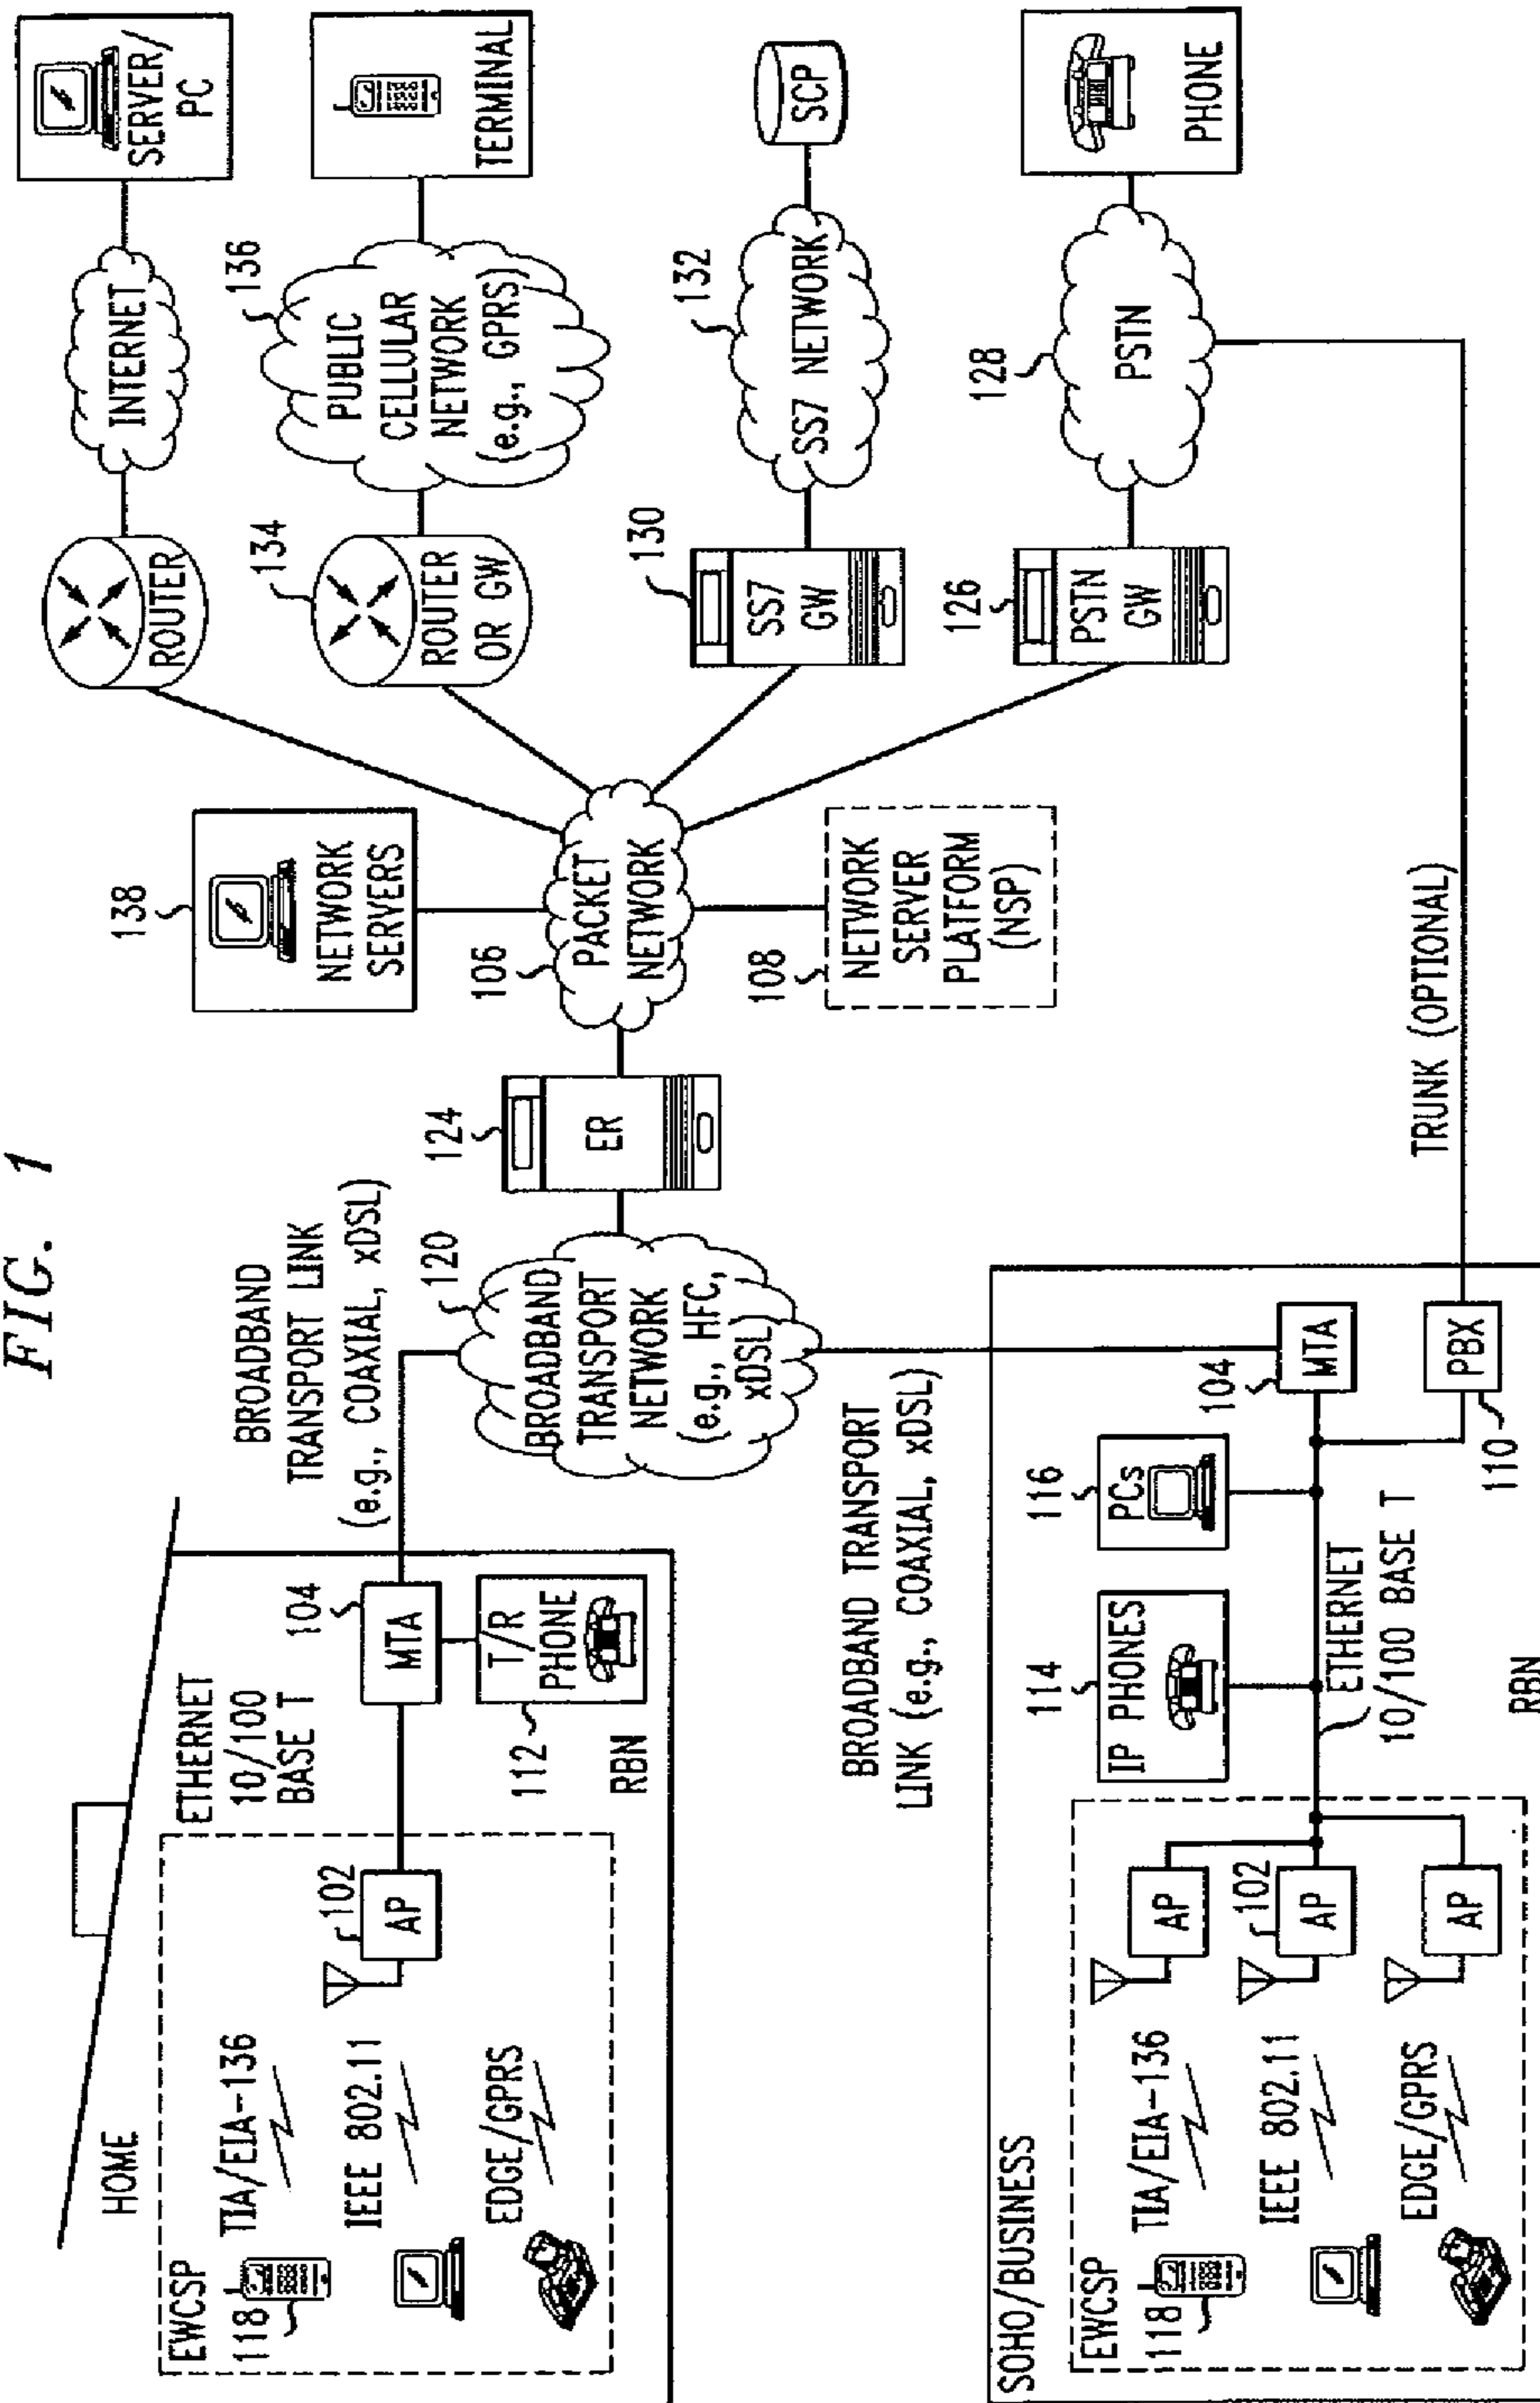 FIG. 1
HOME
EWCSP
118
TIA/EIA-136
IEEE 802.11
EDGE/GPRS
102
AP
ETHERNET
10/100
BASE T
104
MTA
112
T/R
PHONE
RBN
BROADBAND
TRANSPORT LINK
(e.g., COAXIAL, xDSL)
120
BROADBAND
TRANSPORT
NETWORK
(e.g., HFC,
xDSL)
124
ER
138
NETWORK
SERVERS
106
PACKET
NETWORK
108
NETWORK
SERVER
PLATFORM
(NSP)
ROUTER
INTERNET
SERVER/
PC
134
ROUTER
OR GW
136
PUBLIC
CELLULAR
NETWORK
(e.g., GPRS)
TERMINAL
130
SS7
GW
132
SS7 NETWORK
SCP
126
PSTN
GW
128
PSTN
PHONE
BROADBAND TRANSPORT
LINK (e.g., COAXIAL, xDSL)
TRUNK (OPTIONAL)
SOHO/BUSINESS
EWCSP
118
TIA/EIA-136
IEEE 802.11
EDGE/GPRS
AP
102
AP
AP
114
IP PHONES
116
PCs
104
MTA
ETHERNET
10/100 BASE T
110
PBX
RBN